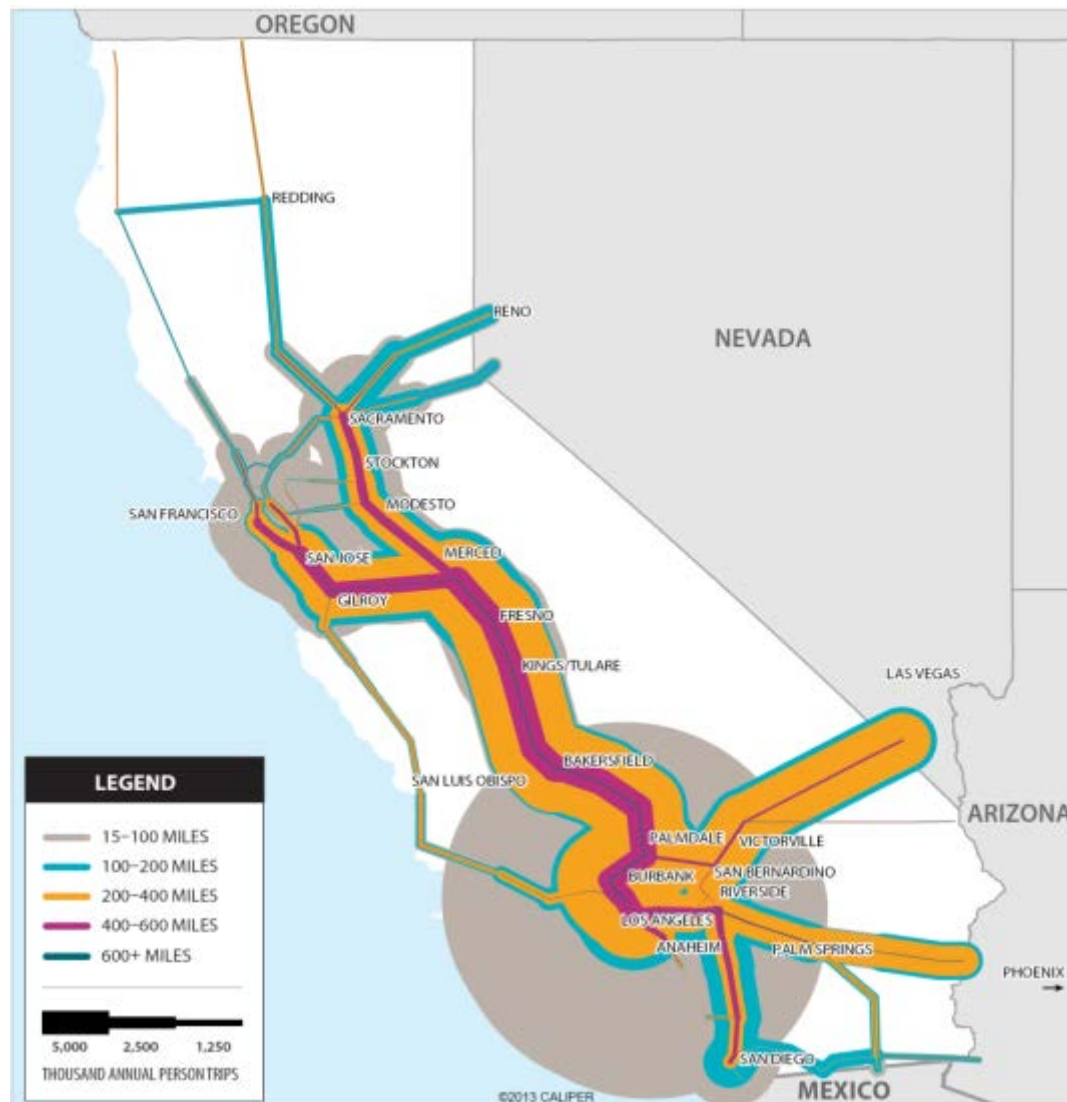 OREGON
REDDING
RENO
NEVADA
SACRAMENTO
STOCKTON
MODESTO
SAN FRANCISCO
MERCED
SAN JOSE
GILROY
FRESNO
KINGS/TULARE
LAS VEGAS
BAKERSFIELD
SAN LUIS OBISPO
ARIZONA
PALMDALE
VICTORVILLE
BURBANK
SAN BERNARDINO
RIVERSIDE
LOS ANGELES
ANAHEIM
PALM SPRINGS
PHOENIX
SAN DIEGO
MEXICO
LEGEND
15–100 MILES
100–200 MILES
200–400 MILES
400–600 MILES
600+ MILES
5,000 2,500 1,250
THOUSAND ANNUAL PERSON TRIPS
©2013 CALIPER